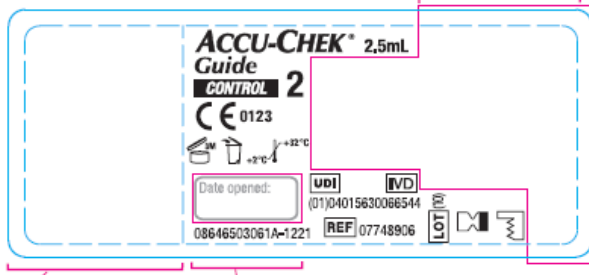 ACCU-CHEK® 2.5mL
Guide
CONTROL 2
CE 0123
3M +2°C +32°C
Date opened: UDI IVD
(01)04015630066544
08646503061A-1221 REF 07748906 LOT (10)